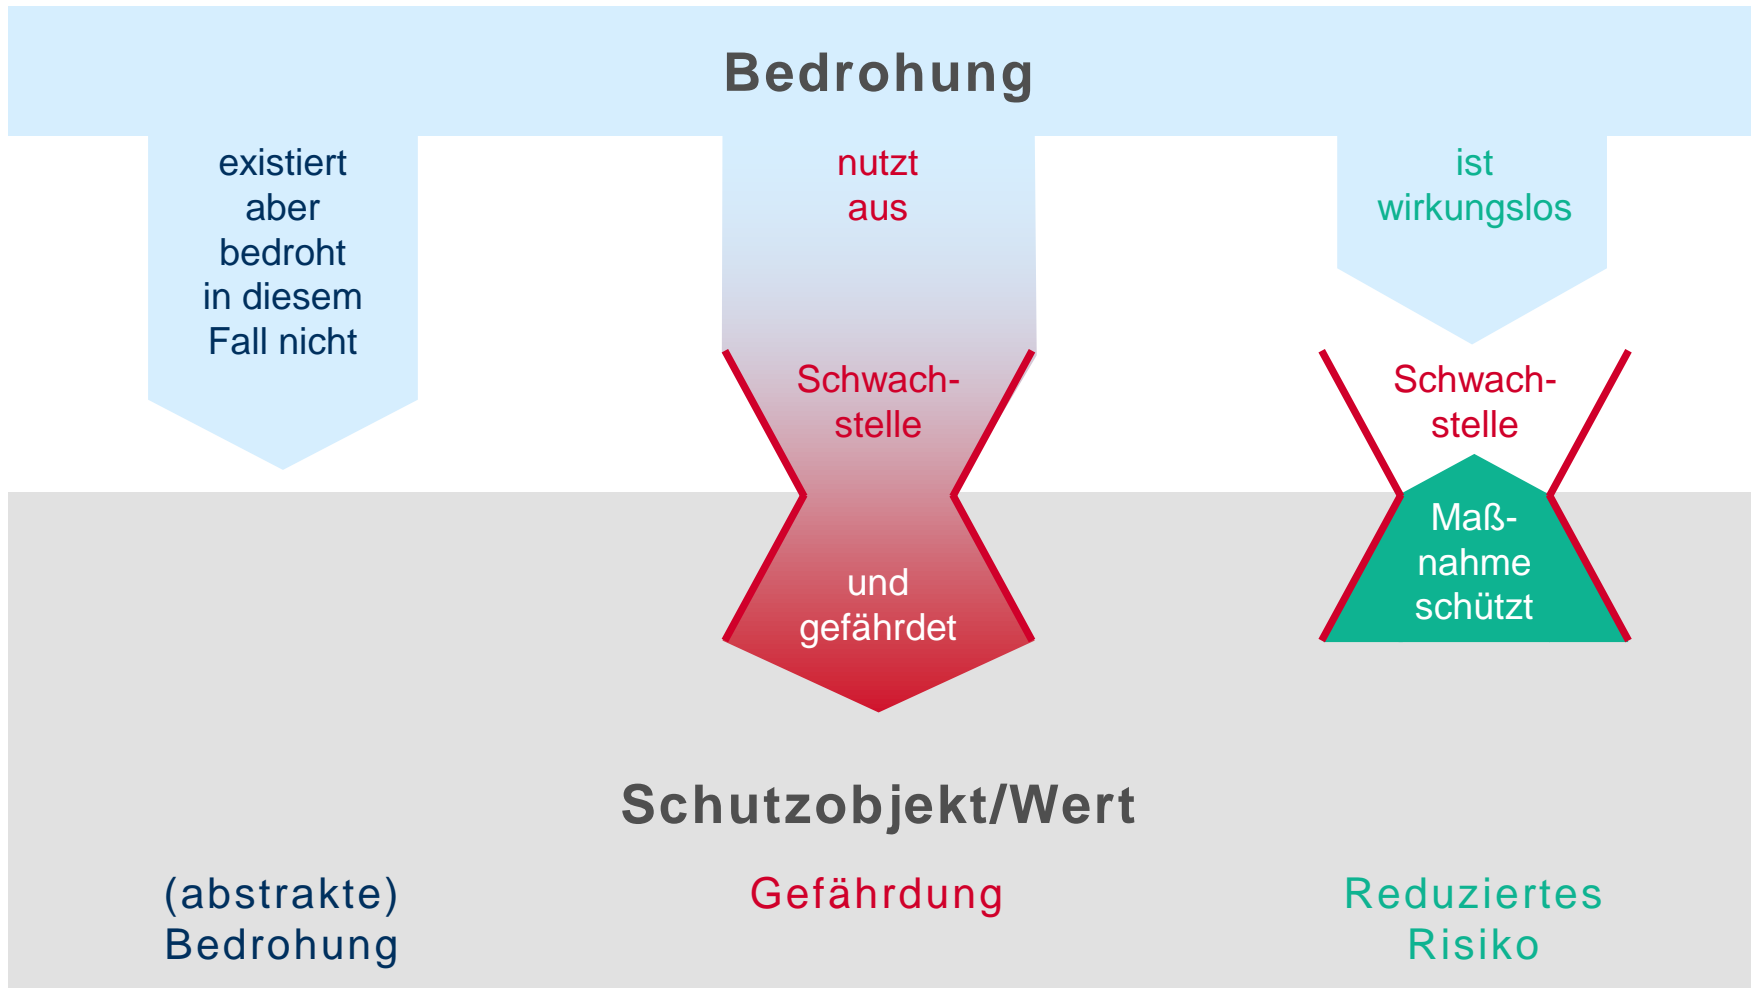 Bedrohung
existiert
aber
bedroht
in diesem
Fall nicht
nutzt
aus
Schwach-
stelle
und
gefährdet
ist
wirkungslos
Schwach-
stelle
Maß-
nahme
schützt
Schutzobjekt/Wert
(abstrakte)
Bedrohung
Gefährdung
Reduziertes
Risiko